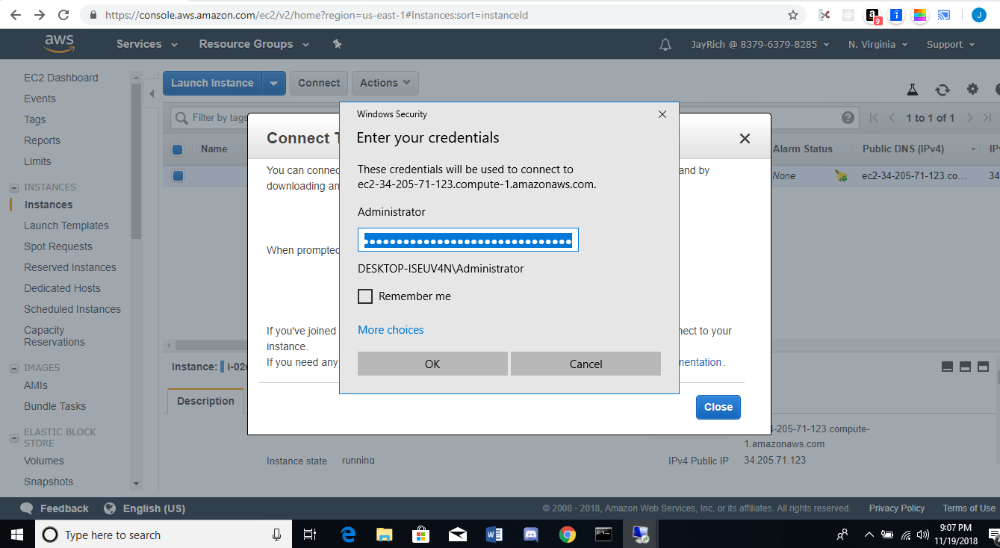 https://console.aws.amazon.com/ec2/v2/home?region=us-east-1#Instances:sort=instanceId
a
9
i
J
aws
Services
Resource Groups
JayRich @ 8379-6379-8285
N. Virginia
Support
EC2 Dashboard
Events
Tags
Reports
Limits
INSTANCES
Instances
Launch Templates
Spot Requests
Reserved Instances
Dedicated Hosts
Scheduled Instances
Capacity
Reservations
IMAGES
AMIs
Bundle Tasks
ELASTIC BLOCK
STORE
Volumes
Snapshots
Launch Instance
Connect
Actions
Filter by tags
1 to 1 of 1
Name
Alarm Status
Public DNS (IPv4)
IP
None
ec2-34-205-71-123.co...
34
Connect T
You can connec
and by
downloading an
When prompted
If you've joined
nect to your
instance.
If you need any
mentation .
Close
Windows Security
Enter your credentials
These credentials will be used to connect to
ec2-34-205-71-123.compute-1.amazonaws.com.
Administrator
DESKTOP-ISEUV4N\Administrator
Remember me
More choices
OK
Cancel
Instance:
i-02
Description
-205-71-123.compute-
1.amazonaws.com
Instance state
running
IPv4 Public IP
34.205.71.123
Feedback
English (US)
© 2008 - 2018, Amazon Web Services, Inc. or its affiliates. All rights reserved.
Privacy Policy
Terms of Use
Type here to search
9:07 PM
11/19/2018